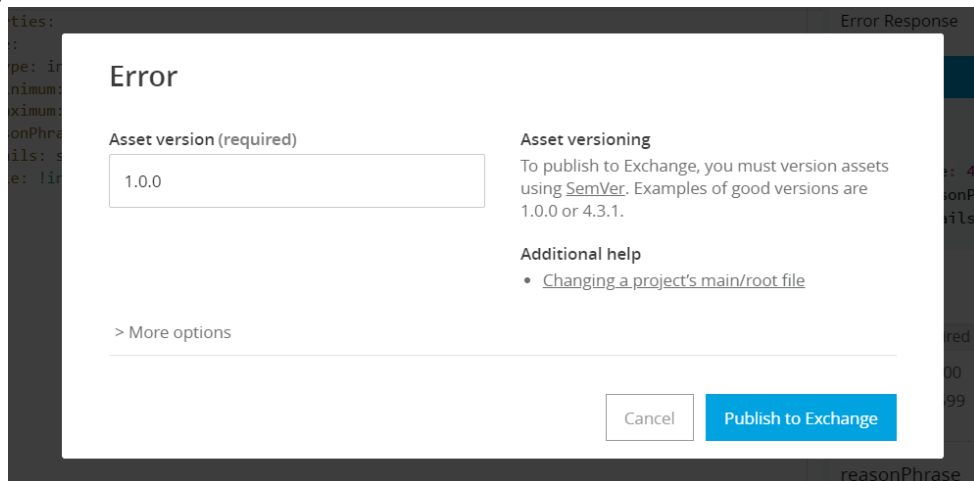 ties:
Error Response
Error
Asset version (required)
1.0.0
Asset versioning
To publish to Exchange, you must version assets
using SemVer. Examples of good versions are
1.0.0 or 4.3.1.
Additional help
• Changing a project's main/root file
> More options
Cancel
Publish to Exchange
reasonPhrase